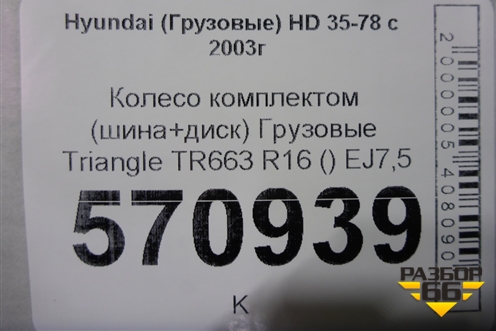 Hyundai (Грузовые) HD 35-78 с
2003г
Колесо комплектом
(шина+диск) Грузовые
Triangle TR663 R16 () EJ7,5
570939
К
РАЗБОР
66